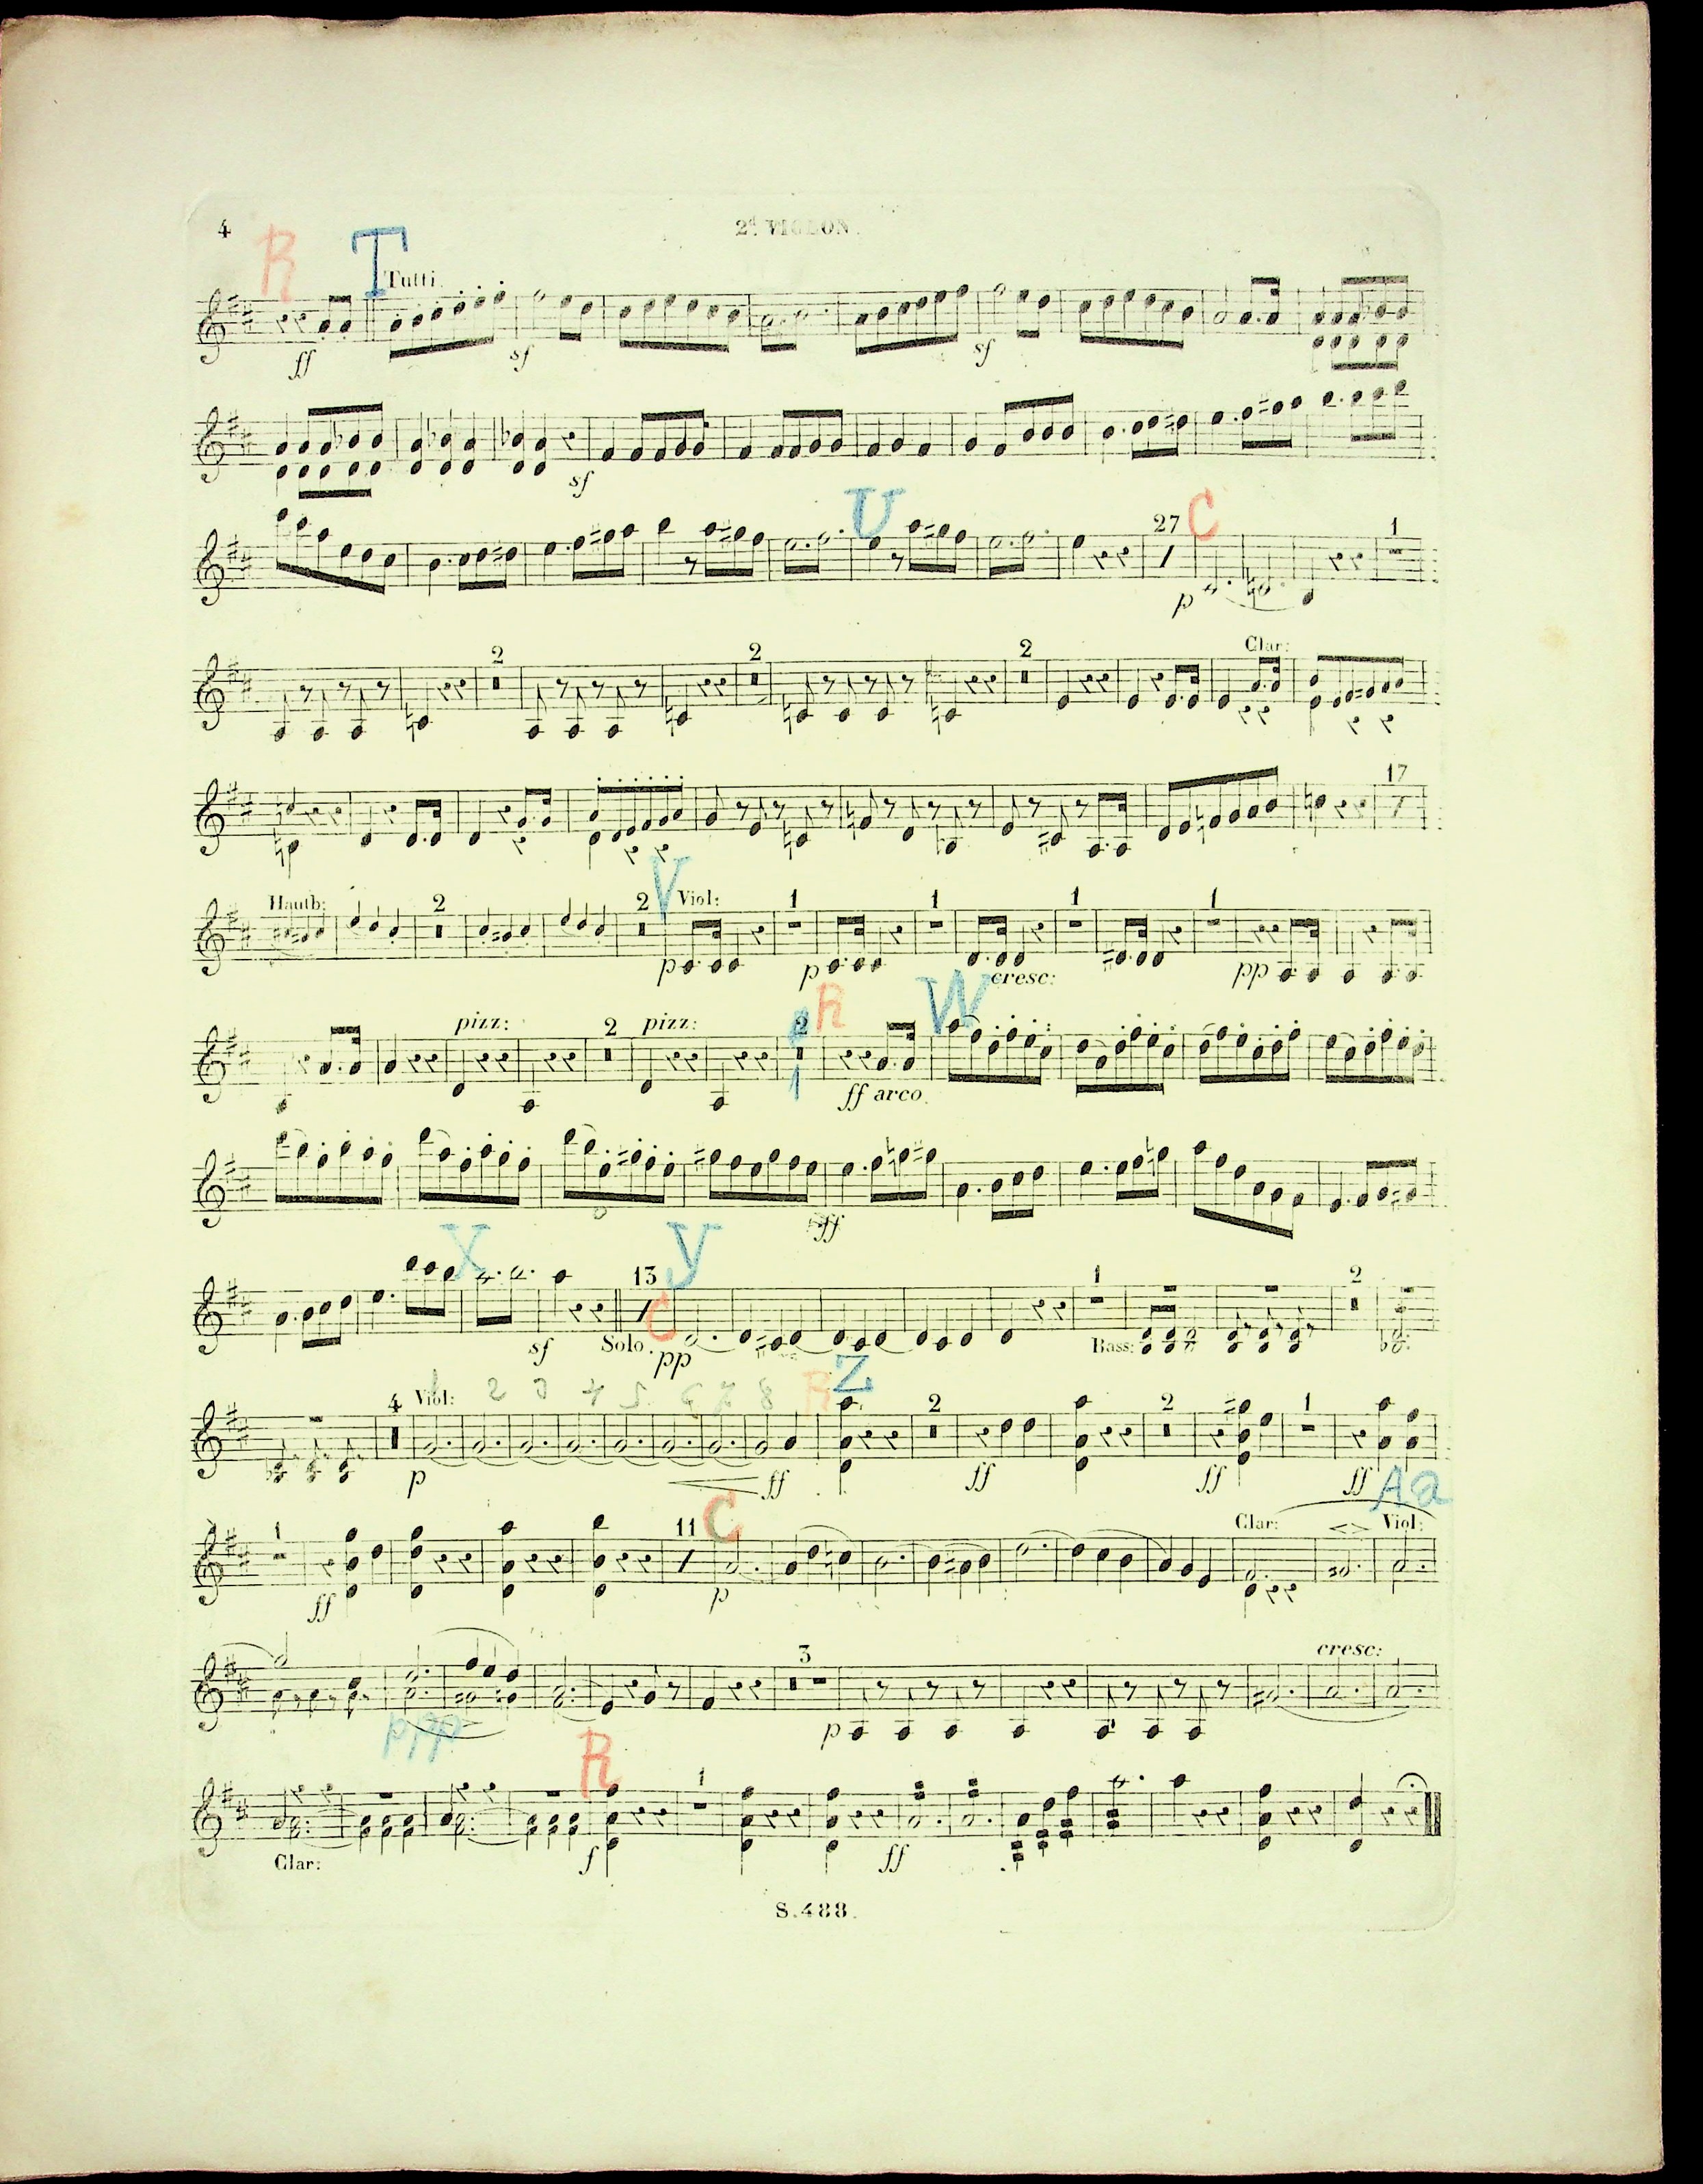 4
2d. VIOLON.
R T Tutti.
ff sf sf
sf
U 27 C 1
p
2 2 2 Clar:
17
Hautb: 2 2 V Viol: 1 1 1 1
p p cresc: pp
pizz: 2 pizz: 2 R W
1 ff arco.
ff
X 13 y 1 2
sf Solo. C pp Bass:
4 Viol: 2 3 4 5 6 7 8 R Z 2 2 1
p ff ff ff ff
1 11 C Clar: Aa Viol:
ff p
3 cresc:
ppp p
R 1
Clar: f ff
S.488.